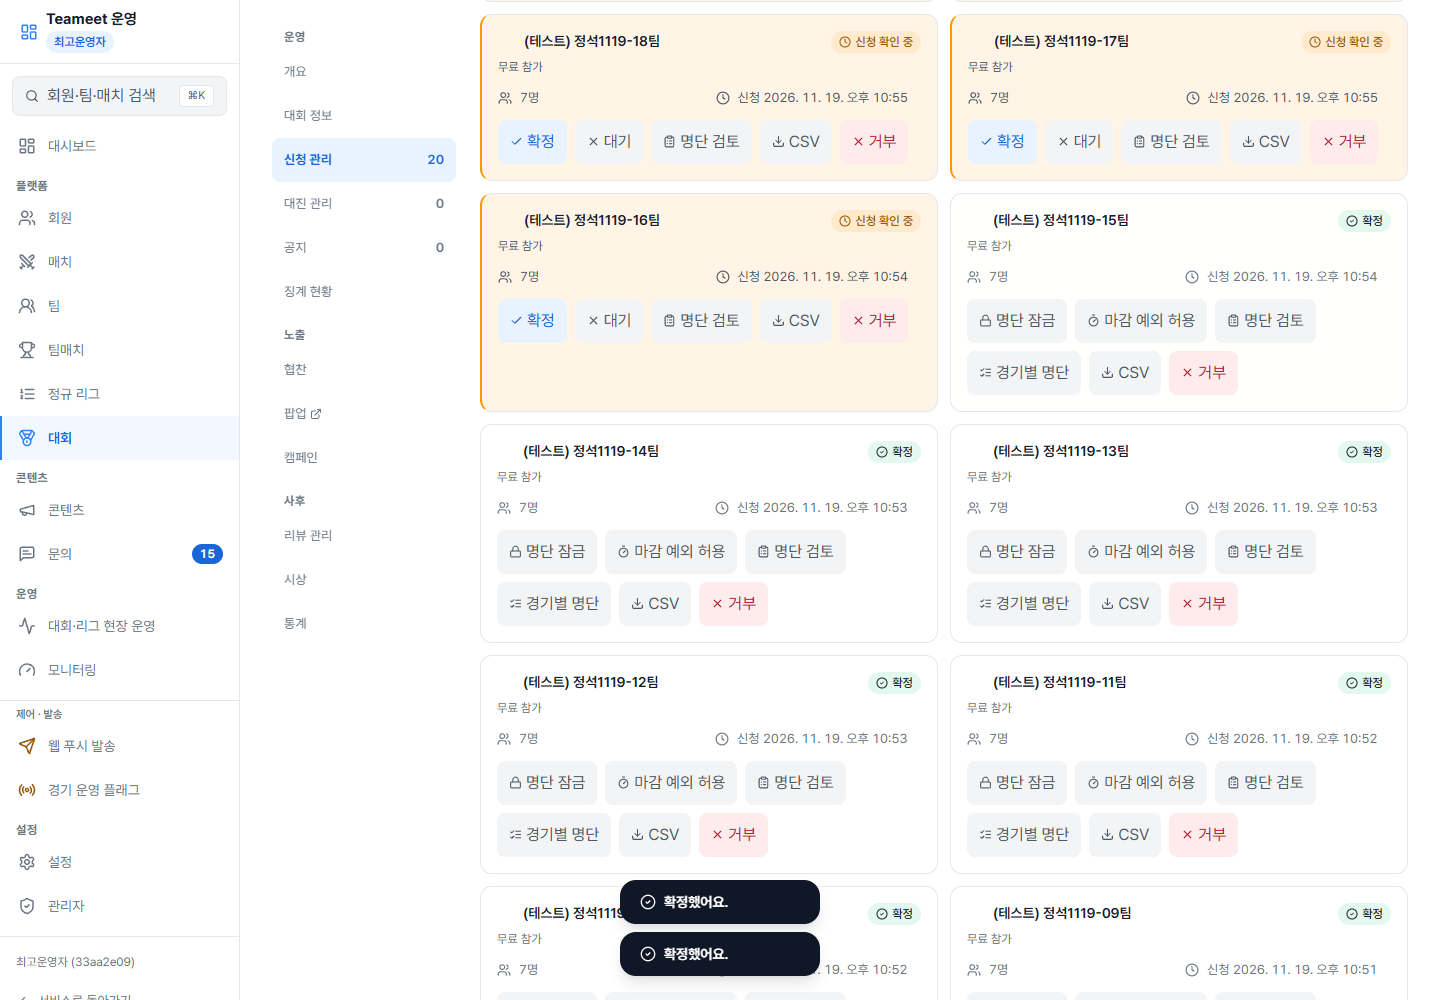 Teameet 운영
최고운영자
회원·팀·매치 검색 ⌘K
대시보드
플랫폼
회원
매치
팀
팀매치
정규 리그
대회
콘텐츠
콘텐츠
문의 15
운영
대회·리그 현장 운영
모니터링
제어 · 발송
웹 푸시 발송
경기 운영 플래그
설정
설정
관리자
최고운영자 (33aa2e09)
서비스로 돌아가기
운영
개요
대회 정보
신청 관리 20
대진 관리 0
공지 0
징계 현황
노출
협찬
팝업
캠페인
사후
리뷰 관리
시상
통계
(테스트) 정석1119-18팀 신청 확인 중
무료 참가
7명 신청 2026. 11. 19. 오후 10:55
확정 대기 명단 검토 CSV 거부
(테스트) 정석1119-17팀 신청 확인 중
무료 참가
7명 신청 2026. 11. 19. 오후 10:55
확정 대기 명단 검토 CSV 거부
(테스트) 정석1119-16팀 신청 확인 중
무료 참가
7명 신청 2026. 11. 19. 오후 10:54
확정 대기 명단 검토 CSV 거부
(테스트) 정석1119-15팀 확정
무료 참가
7명 신청 2026. 11. 19. 오후 10:54
명단 잠금 마감 예외 허용 명단 검토
경기별 명단 CSV 거부
(테스트) 정석1119-14팀 확정
무료 참가
7명 신청 2026. 11. 19. 오후 10:53
명단 잠금 마감 예외 허용 명단 검토
경기별 명단 CSV 거부
(테스트) 정석1119-13팀 확정
무료 참가
7명 신청 2026. 11. 19. 오후 10:53
명단 잠금 마감 예외 허용 명단 검토
경기별 명단 CSV 거부
(테스트) 정석1119-12팀 확정
무료 참가
7명 신청 2026. 11. 19. 오후 10:53
명단 잠금 마감 예외 허용 명단 검토
경기별 명단 CSV 거부
(테스트) 정석1119-11팀 확정
무료 참가
7명 신청 2026. 11. 19. 오후 10:52
명단 잠금 마감 예외 허용 명단 검토
경기별 명단 CSV 거부
(테스트) 정석1119 확정
무료 참가
7명 19. 오후 10:52
(테스트) 정석1119-09팀 확정
무료 참가
7명 신청 2026. 11. 19. 오후 10:51
확정했어요.
확정했어요.